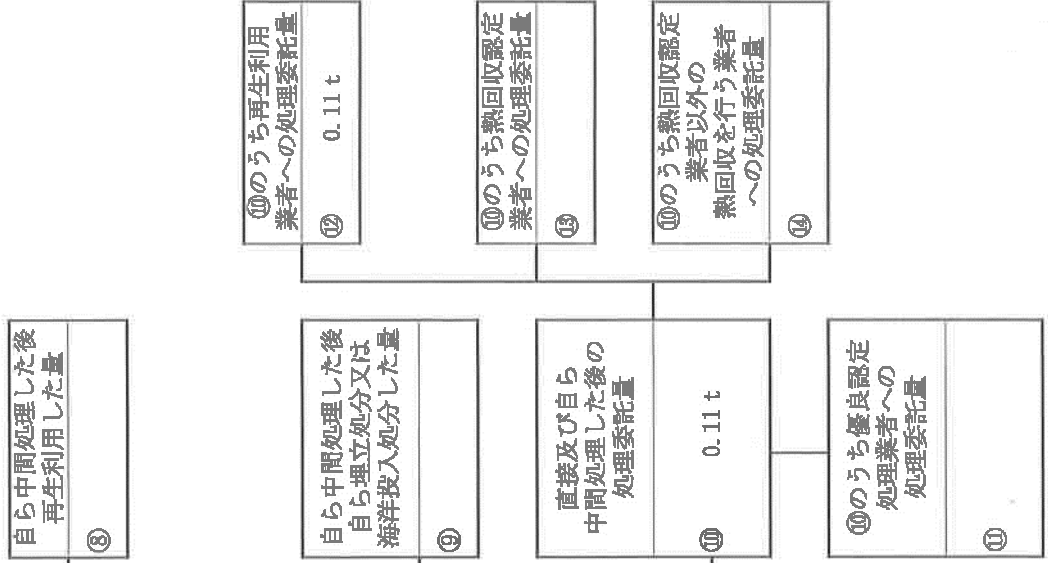 自ら中間処理した後
再生利用した量
⑧
自ら中間処理した後
自ら埋立処分又は
海洋投入処分した量
⑨
直接及び自ら
中間処理した後の
処理委託量
⑩ 0.11t
⑩のうち優良認定
処理業者への
処理委託量
⑪
⑩のうち再生利用
業者への処理委託量
⑫ 0.11t
⑩のうち熱回収認定
業者への処理委託量
⑬
⑩のうち熱回収認定
業者以外の
熱回収を行う業者
への処理委託量
⑭